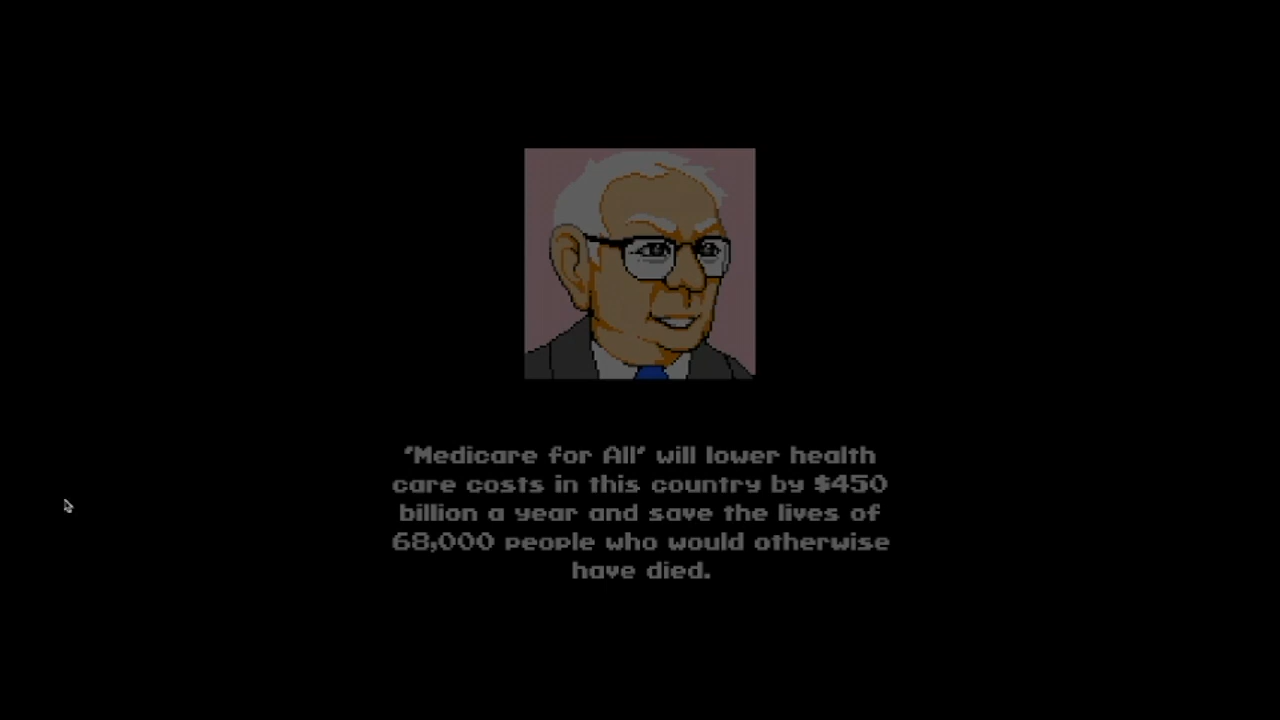 ‘Medicare for All’ will lower health
care costs in this country by $450
billion a year and save the lives of
68,000 people who would otherwise
have died.